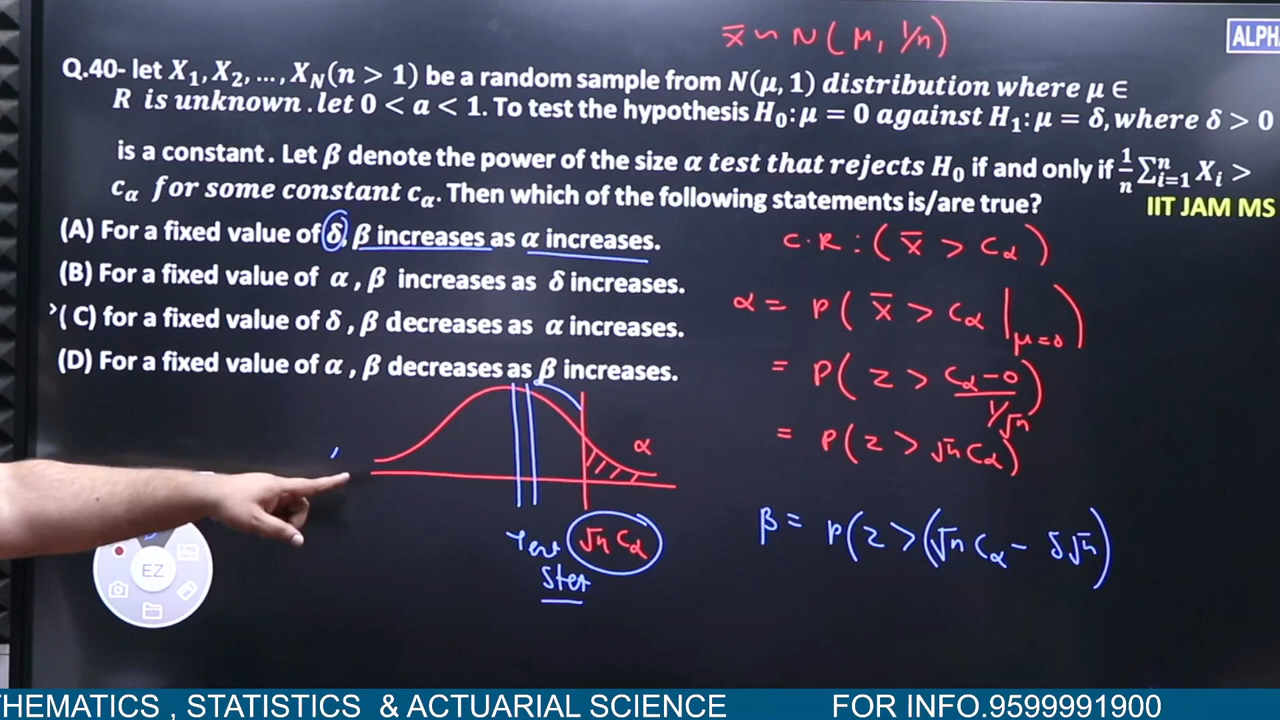 x̄ ~ N(μ, 1/n)
ALPH
Q.40- let X₁, X₂, ..., X_N(n > 1) be a random sample from N(μ, 1) distribution where μ ∈
R is unknown .let 0 < a < 1. To test the hypothesis H₀: μ = 0 against H₁: μ = δ, where δ > 0
is a constant. Let β denote the power of the size α test that rejects H₀ if and only if 1/n ∑ⁿᵢ₌₁ Xᵢ >
c_α for some constant c_α. Then which of the following statements is/are true?
IIT JAM MS
(A) For a fixed value of δ, β increases as α increases.
(B) For a fixed value of α , β increases as δ increases.
( C) for a fixed value of δ , β decreases as α increases.
(D) For a fixed value of α , β decreases as β increases.
C.R : (x̄ > C_α)
α = P( x̄ > C_α |μ=0 )
= P( Z > (C_α - 0)/(1/√n) )
= P( Z > √n C_α )
α
√n C_α
Test
Stat
β = P( Z > (√n C_α - δ√n )
EZ
THEMATICS , STATISTICS & ACTUARIAL SCIENCE
FOR INFO.9599991900